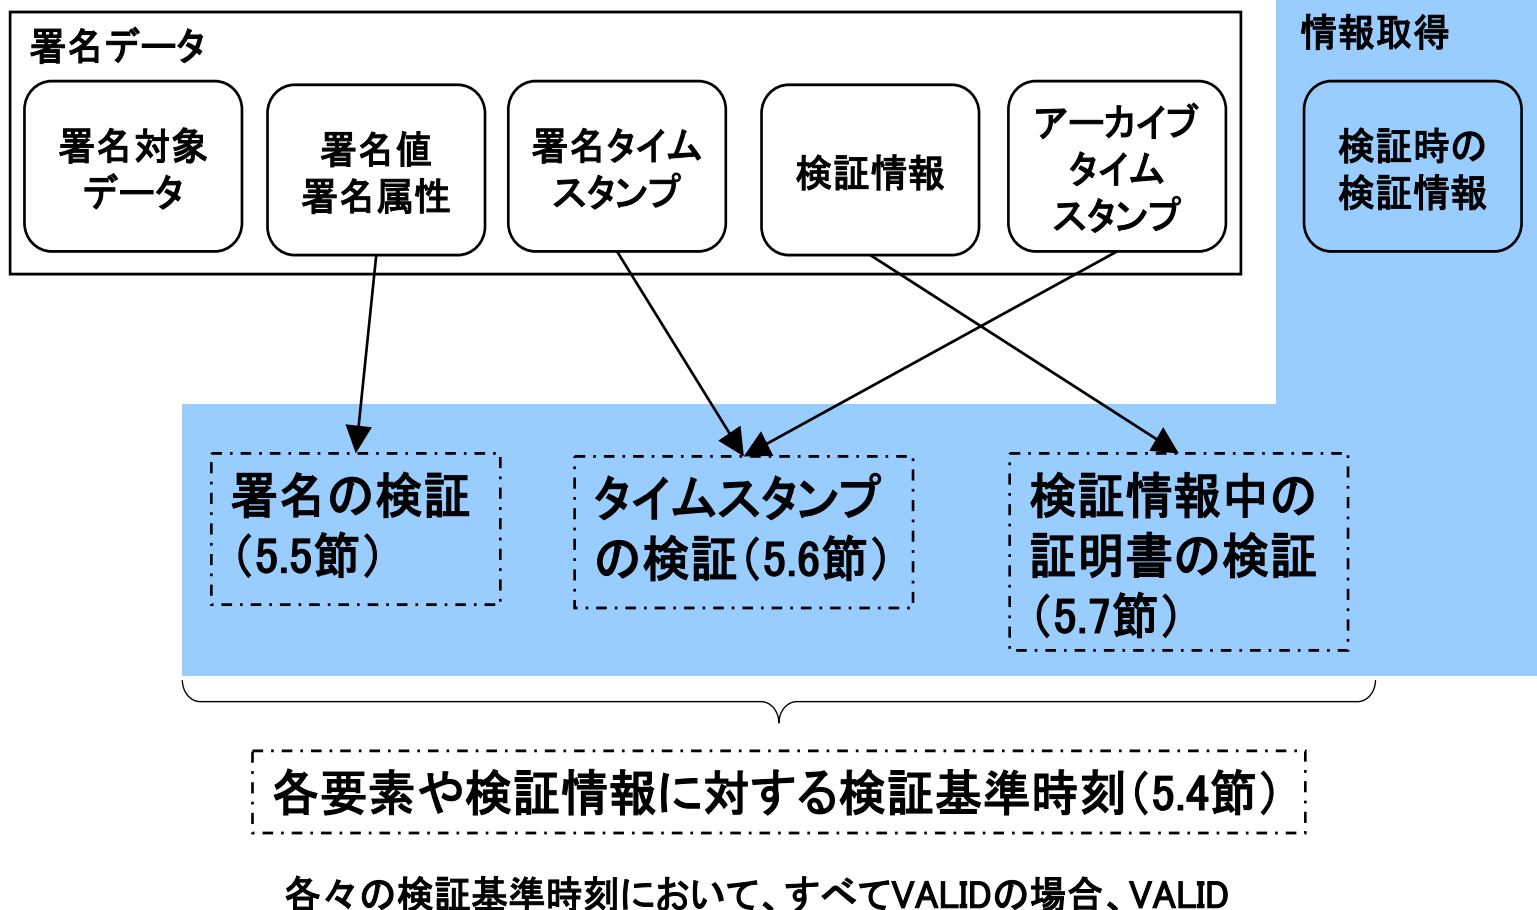 署名データ
情報取得
署名対象
データ
署名値
署名属性
署名タイム
スタンプ
検証情報
アーカイブ
タイム
スタンプ
検証時の
検証情報
署名の検証
（5.5節）
タイムスタンプ
の検証（5.6節）
検証情報中の
証明書の検証
（5.7節）
各要素や検証情報に対する検証基準時刻（5.4節）
各々の検証基準時刻において、すべてVALIDの場合、VALID